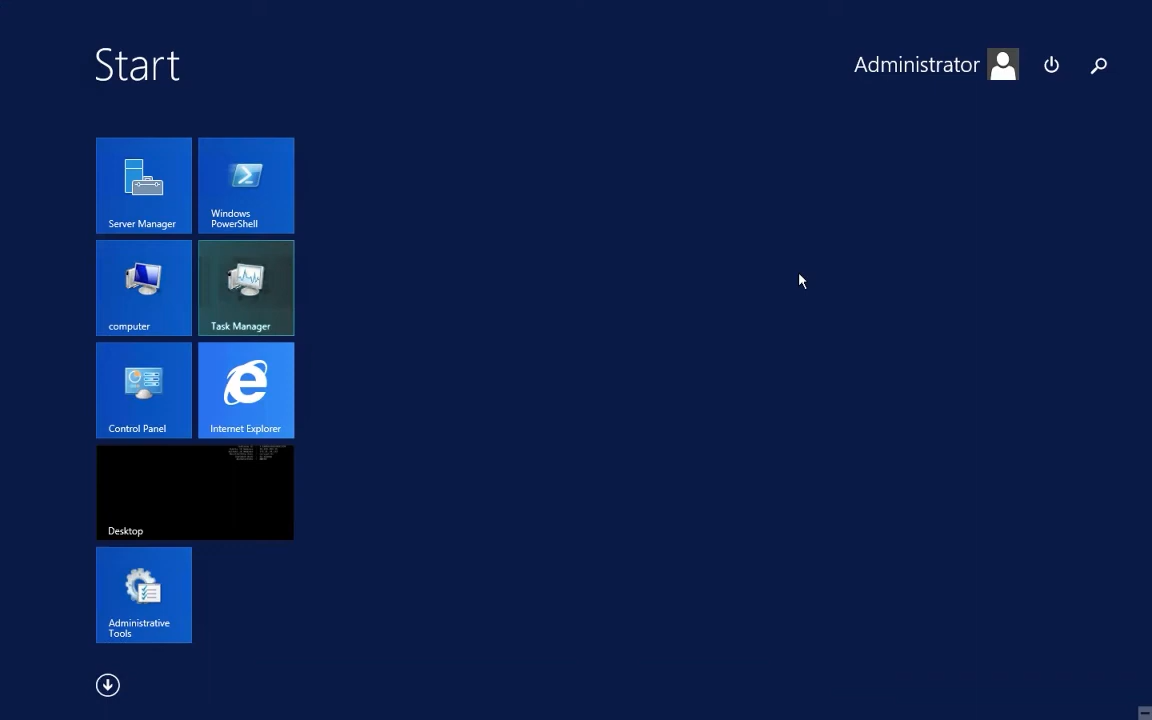 Start
Administrator
Server Manager
Windows
PowerShell
computer
Task Manager
Control Panel
Internet Explorer
Desktop
Administrative
Tools